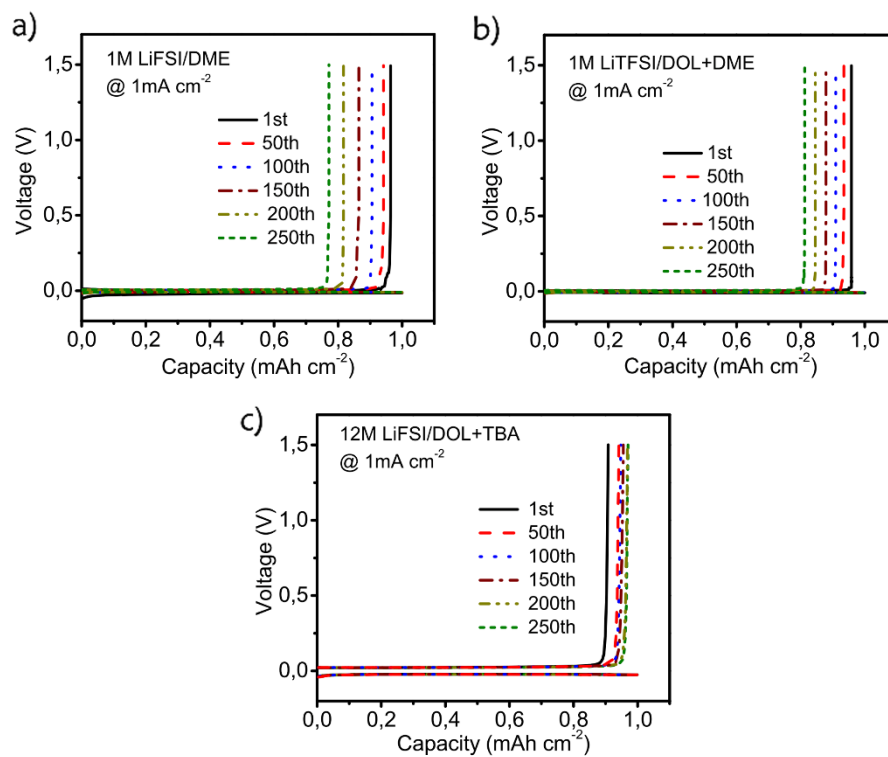 a)
1M LiFSI/DME
@ 1mA cm⁻²
1st
50th
100th
150th
200th
250th
Voltage (V)
1,5
1,0
0,5
0,0
0,0 0,2 0,4 0,6 0,8 1,0
Capacity (mAh cm⁻²)
b)
1M LiTFSI/DOL+DME
@ 1mA cm⁻²
1st
50th
100th
150th
200th
250th
Voltage (V)
1,5
1,0
0,5
0,0
0,0 0,2 0,4 0,6 0,8 1,0
Capacity (mAh cm⁻²)
c)
12M LiFSI/DOL+TBA
@ 1mA cm⁻²
1st
50th
100th
150th
200th
250th
Voltage (V)
1,5
1,0
0,5
0,0
0,0 0,2 0,4 0,6 0,8 1,0
Capacity (mAh cm⁻²)